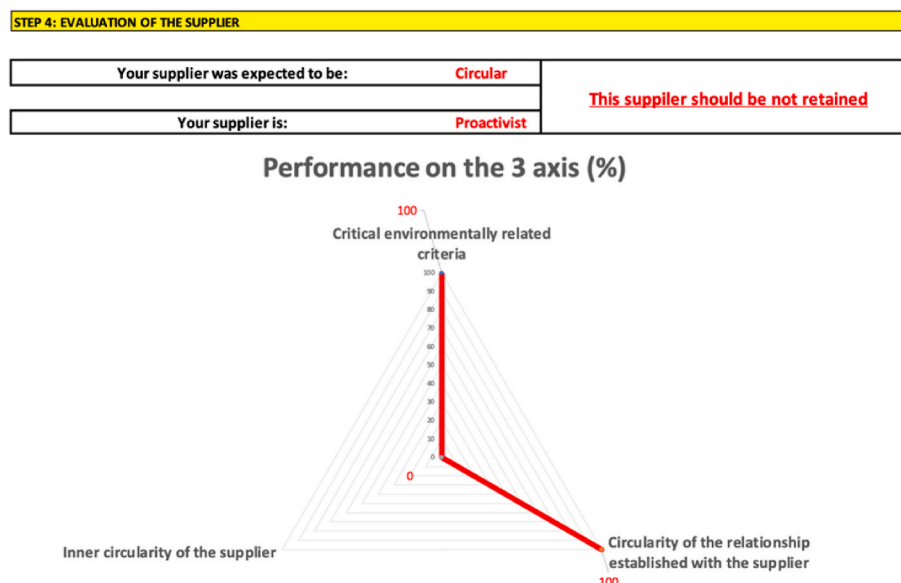 STEP 4: EVALUATION OF THE SUPPLIER
Your supplier was expected to be: Circular
This suppiler should be not retained
Your supplier is: Proactivist
Performance on the 3 axis (%)
100
Critical environmentally related
criteria
100
90
80
70
60
50
40
30
20
10
0
0
Inner circularity of the supplier
Circularity of the relationship
established with the supplier
100